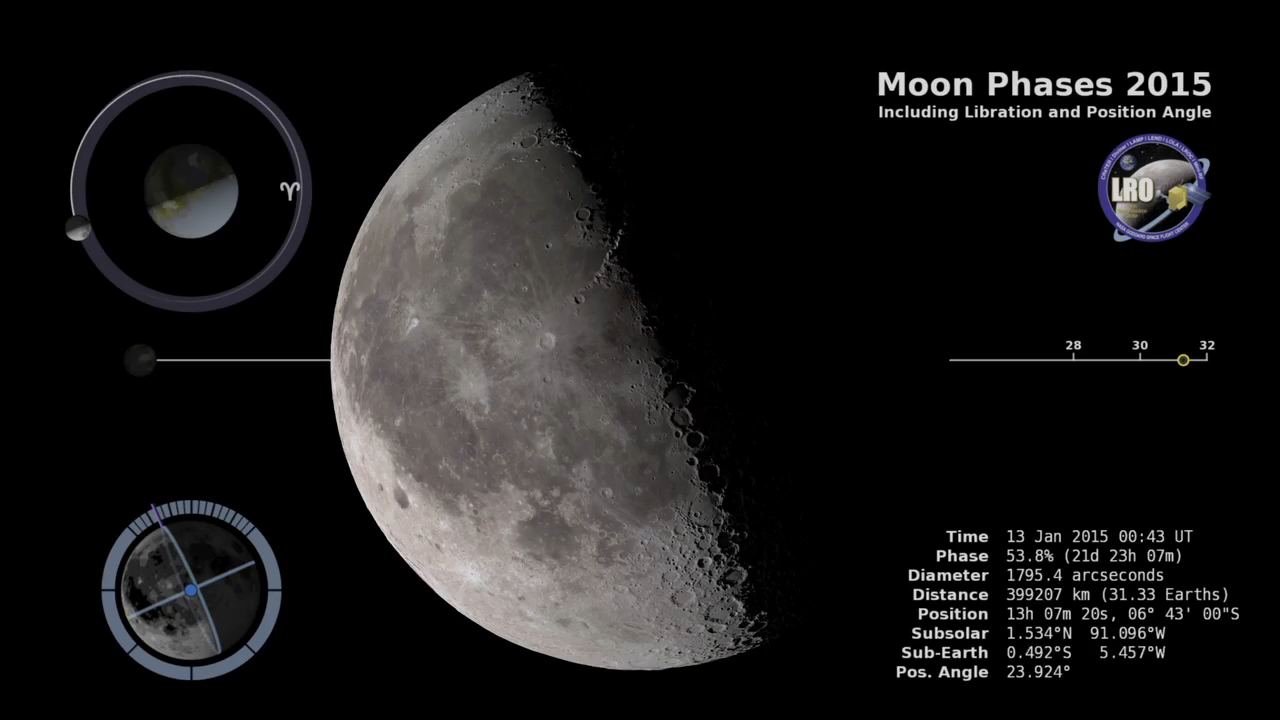 Moon Phases 2015
Including Libration and Position Angle
LRO
28 30 32
Time 13 Jan 2015 00:43 UT
Phase 53.8% (21d 23h 07m)
Diameter 1795.4 arcseconds
Distance 399207 km (31.33 Earths)
Position 13h 07m 20s, 06° 43' 00"S
Subsolar 1.534°N 91.096°W
Sub-Earth 0.492°S 5.457°W
Pos. Angle 23.924°